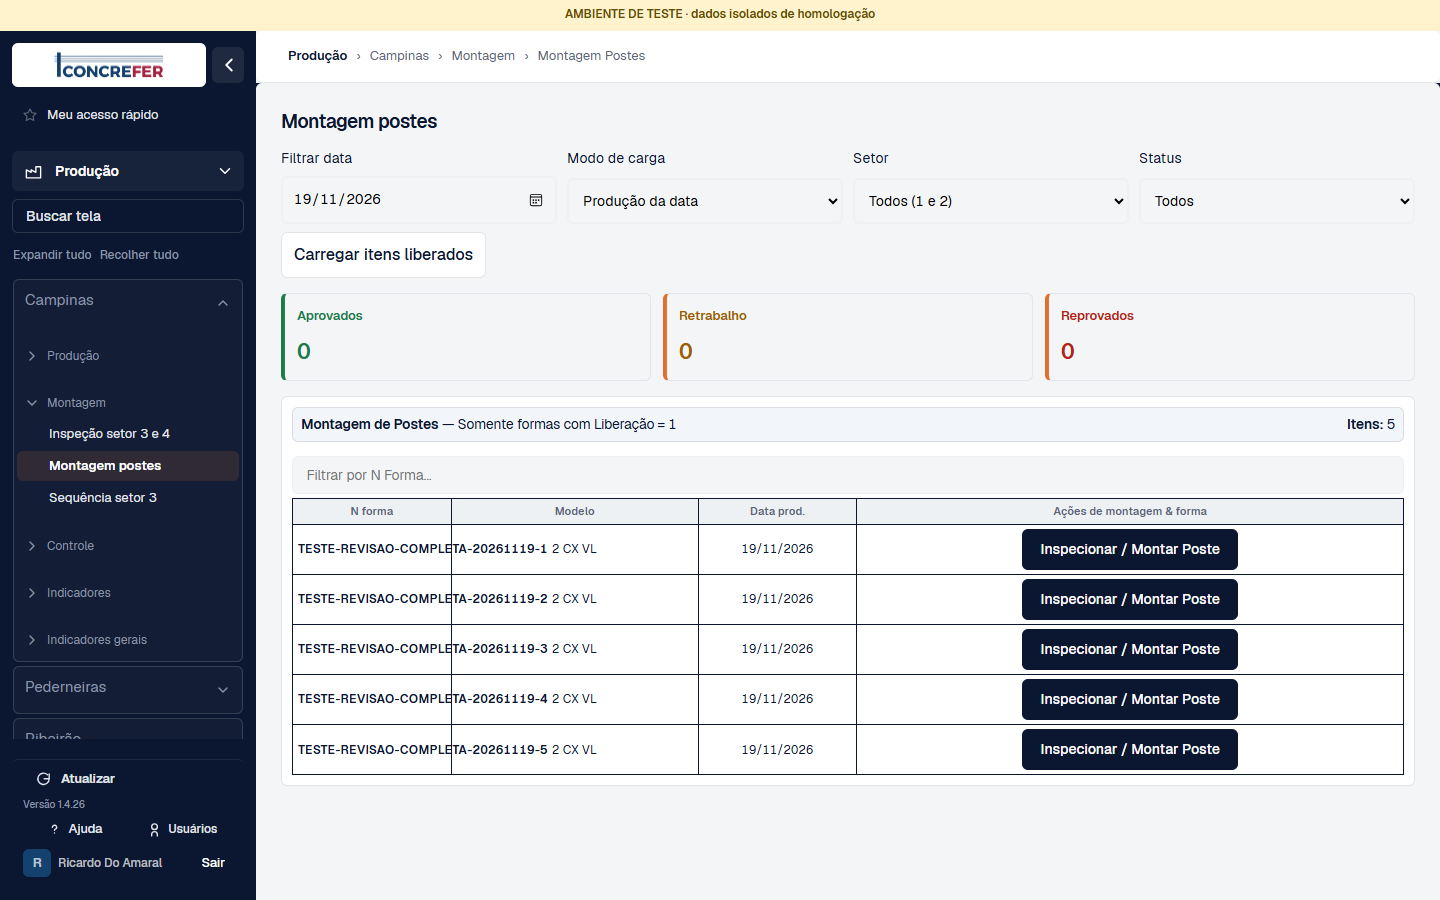 AMBIENTE DE TESTE · dados isolados de homologação
CONCREFER
Meu acesso rápido
Produção
Buscar tela
Expandir tudo Recolher tudo
Campinas
Produção
Montagem
Inspeção setor 3 e 4
Montagem postes
Sequência setor 3
Controle
Indicadores
Indicadores gerais
Pederneiras
Ribeirão
Atualizar
Versão 1.4.26
? Ajuda Usuários
R Ricardo Do Amaral Sair
Produção › Campinas › Montagem › Montagem Postes
Montagem postes
Filtrar data Modo de carga Setor Status
19/11/2026 Produção da data Todos (1 e 2) Todos
Carregar itens liberados
Aprovados Retrabalho Reprovados
0 0 0
Montagem de Postes — Somente formas com Liberação = 1 Itens: 5
Filtrar por N Forma...
N forma Modelo Data prod. Ações de montagem & forma
TESTE-REVISAO-COMPLETA-20261119-1 2 CX VL 19/11/2026 Inspecionar / Montar Poste
TESTE-REVISAO-COMPLETA-20261119-2 2 CX VL 19/11/2026 Inspecionar / Montar Poste
TESTE-REVISAO-COMPLETA-20261119-3 2 CX VL 19/11/2026 Inspecionar / Montar Poste
TESTE-REVISAO-COMPLETA-20261119-4 2 CX VL 19/11/2026 Inspecionar / Montar Poste
TESTE-REVISAO-COMPLETA-20261119-5 2 CX VL 19/11/2026 Inspecionar / Montar Poste